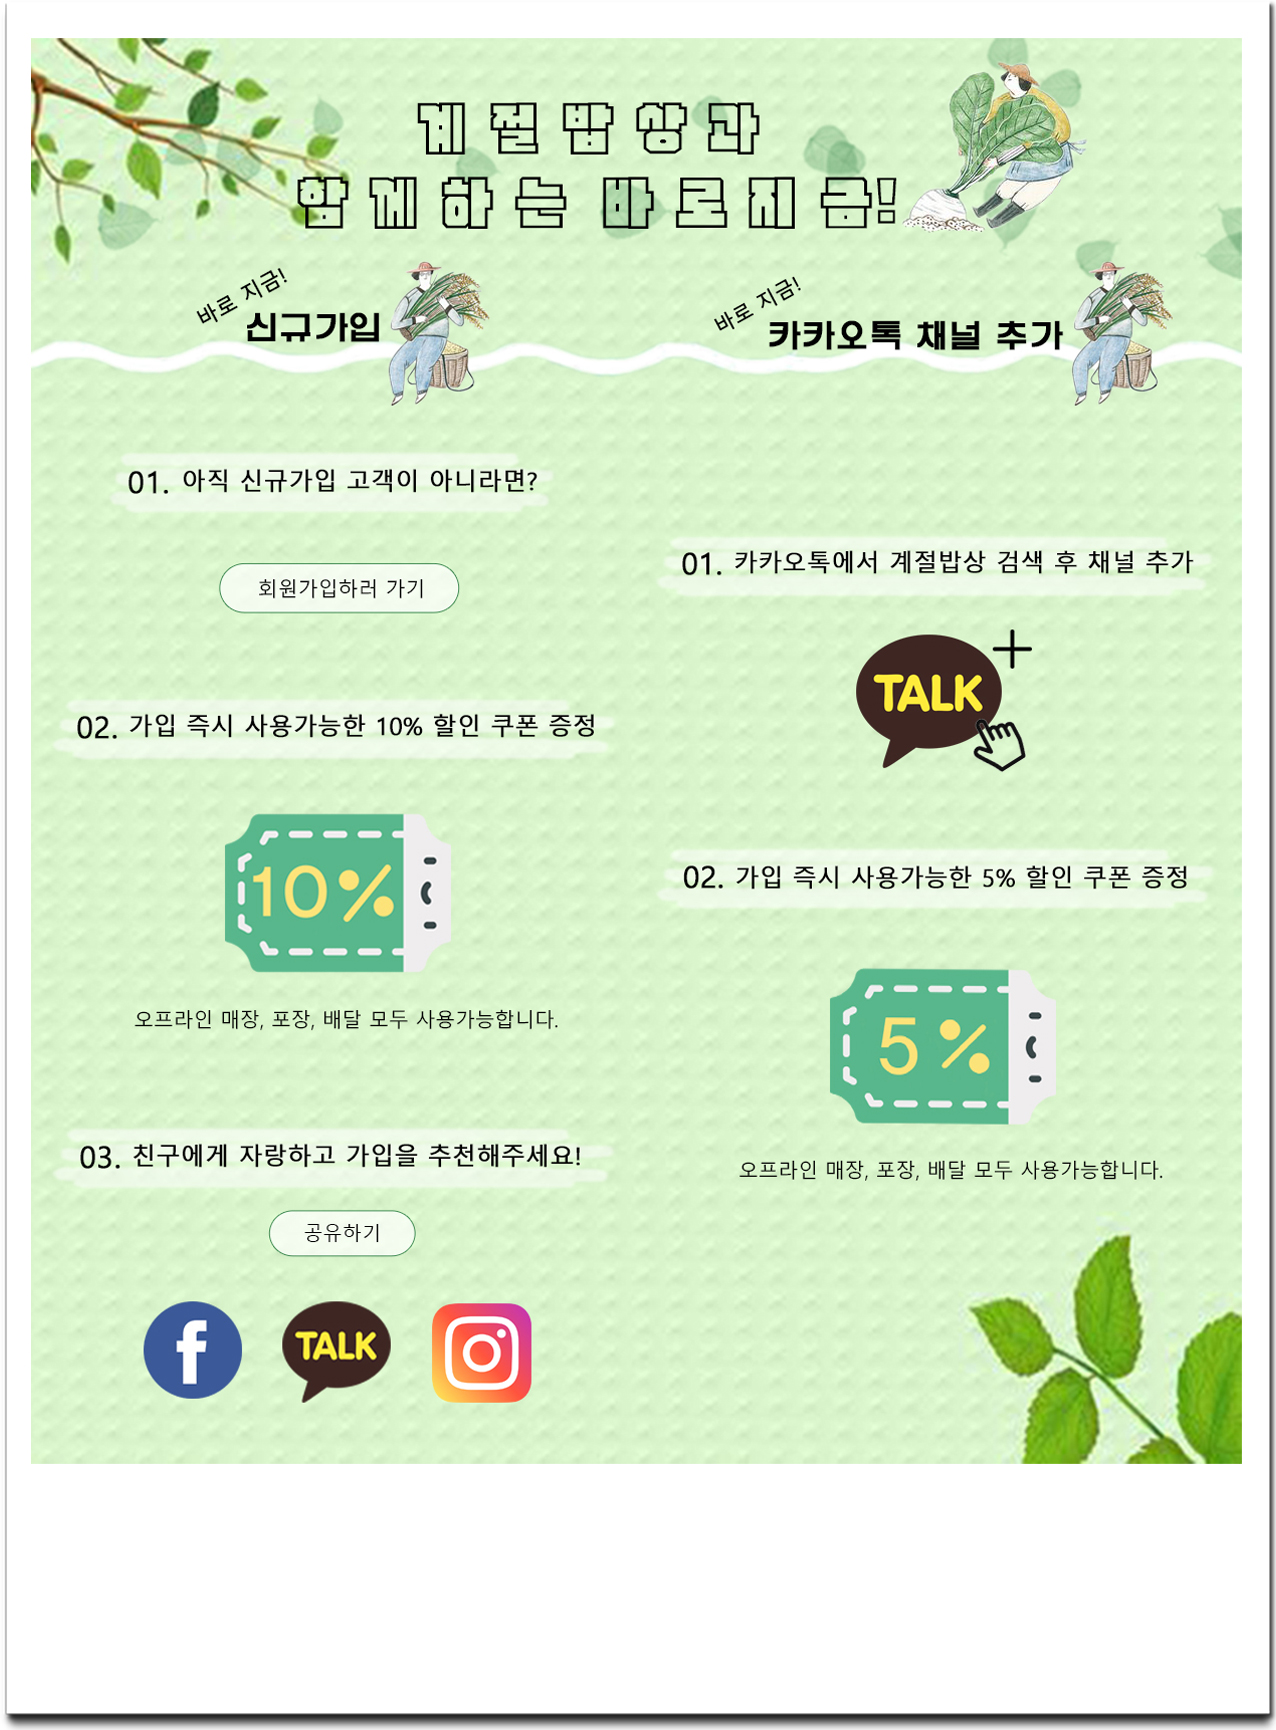 계절밥상과
함께하는 바로지금!
바로 지금!
신규가입
01. 아직 신규가입 고객이 아니라면?
회원가입하러 가기
02. 가입 즉시 사용가능한 10% 할인 쿠폰 증정
10%
오프라인 매장, 포장, 배달 모두 사용가능합니다.
03. 친구에게 자랑하고 가입을 추천해주세요!
공유하기
f
TALK
바로 지금!
카카오톡 채널 추가
01. 카카오톡에서 계절밥상 검색 후 채널 추가
TALK
02. 가입 즉시 사용가능한 5% 할인 쿠폰 증정
5%
오프라인 매장, 포장, 배달 모두 사용가능합니다.